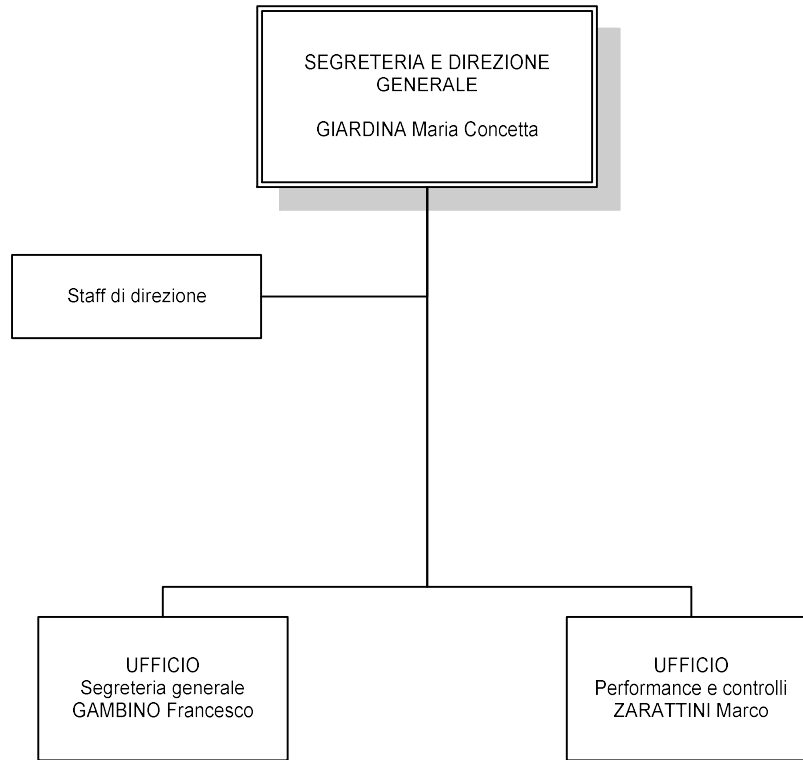 SEGRETERIA E DIREZIONE
GENERALE
GIARDINA Maria Concetta
Staff di direzione
UFFICIO
Segreteria generale
GAMBINO Francesco
UFFICIO
Performance e controlli
ZARATTINI Marco